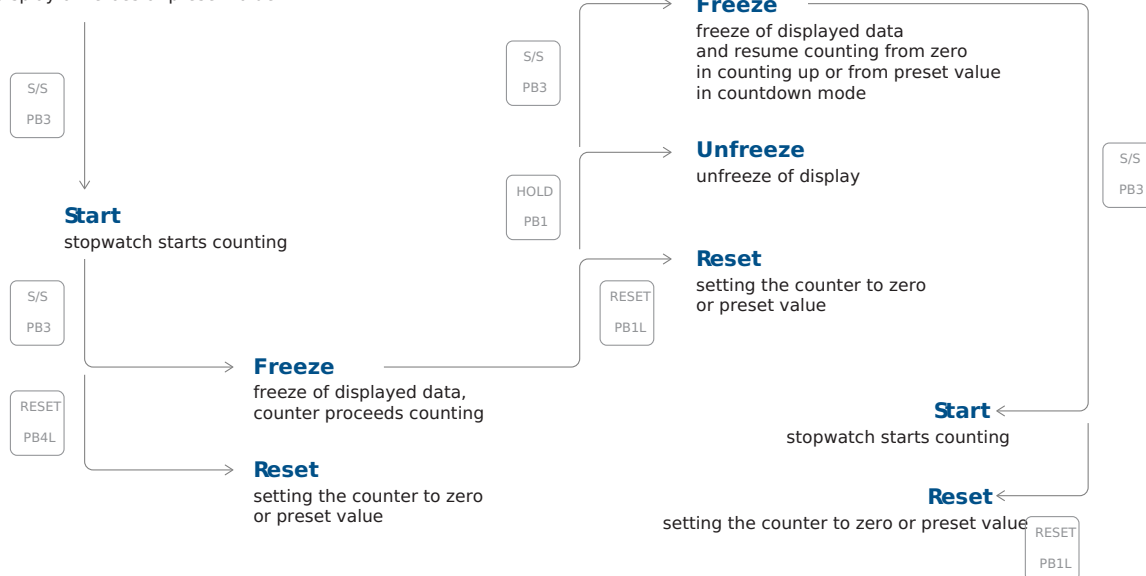 S/S
PB3
Start
stopwatch starts counting
S/S
PB3
Freeze
freeze of displayed data,
counter proceeds counting
RESET
PB4L
Reset
setting the counter to zero
or preset value
S/S
PB3
Freeze
freeze of displayed data
and resume counting from zero
in counting up or from preset value
in countdown mode
HOLD
PB1
Unfreeze
unfreeze of display
RESET
PB1L
Reset
setting the counter to zero
or preset value
S/S
PB3
Start
stopwatch starts counting
Reset
setting the counter to zero or preset value
RESET
PB1L